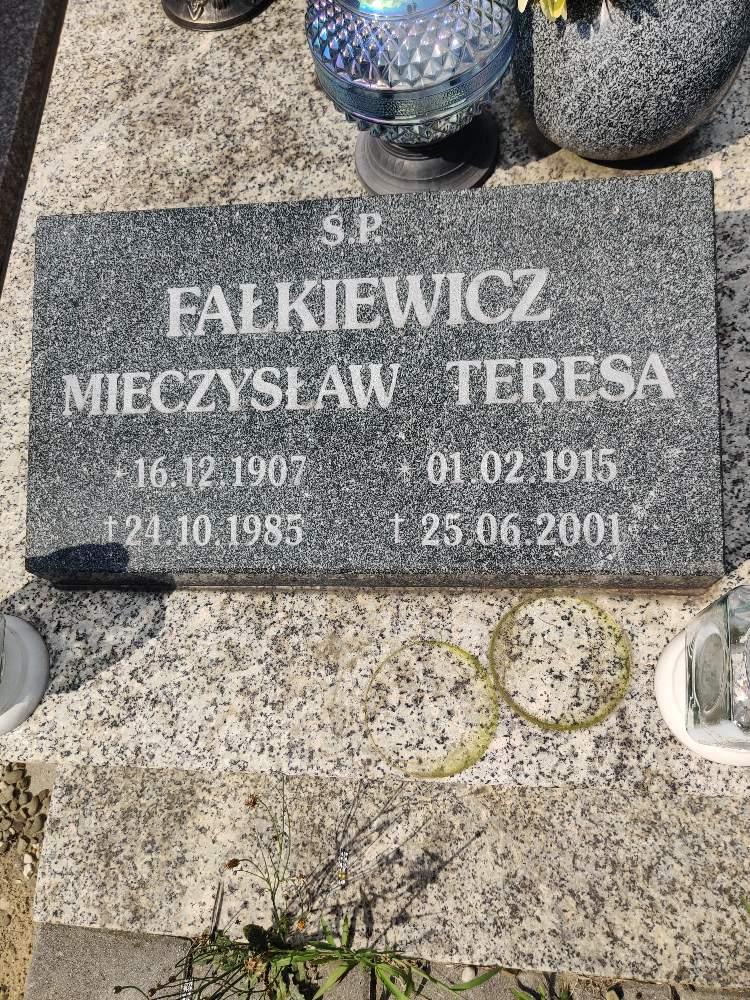 Ś.P.
FAŁKIEWICZ
MIECZYSŁAW TERESA
*16.12.1907 * 01.02.1915
†24.10.1985 † 25.06.2001